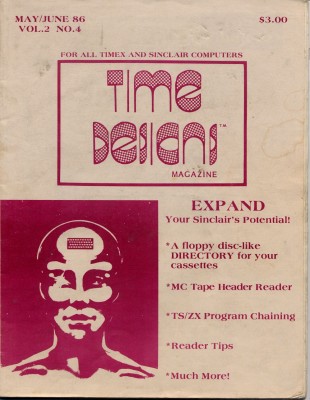 MAY/JUNE 86
VOL.2 NO.4
$3.00
FOR ALL TIMEX AND SINCLAIR COMPUTERS
TIME
DESIGNS™
MAGAZINE
EXPAND
Your Sinclair's Potential!
*A floppy disc-like
DIRECTORY for your
cassettes
*MC Tape Header Reader
*TS/ZX Program Chaining
*Reader Tips
*Much More!